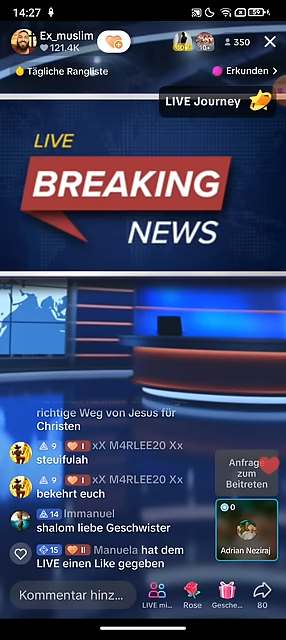 14:27
59
Ex_muslim
121.4K
10+
350
Tägliche Rangliste
Erkunden >
LIVE Journey
LIVE
BREAKING
NEWS
richtige Weg von Jesus für
Christen
9 I xX M4RLEE20 Xx
steuifulah
9 I xX M4RLEE20 Xx
bekehrt euch
14 Immanuel
shalom liebe Geschwister
15 II Manuela hat dem
LIVE einen Like gegeben
Anfrage
zum
Beitreten
0
Adrian Neziraj
Kommentar hinz...
LIVE mi...
Rose
Gesche...
80